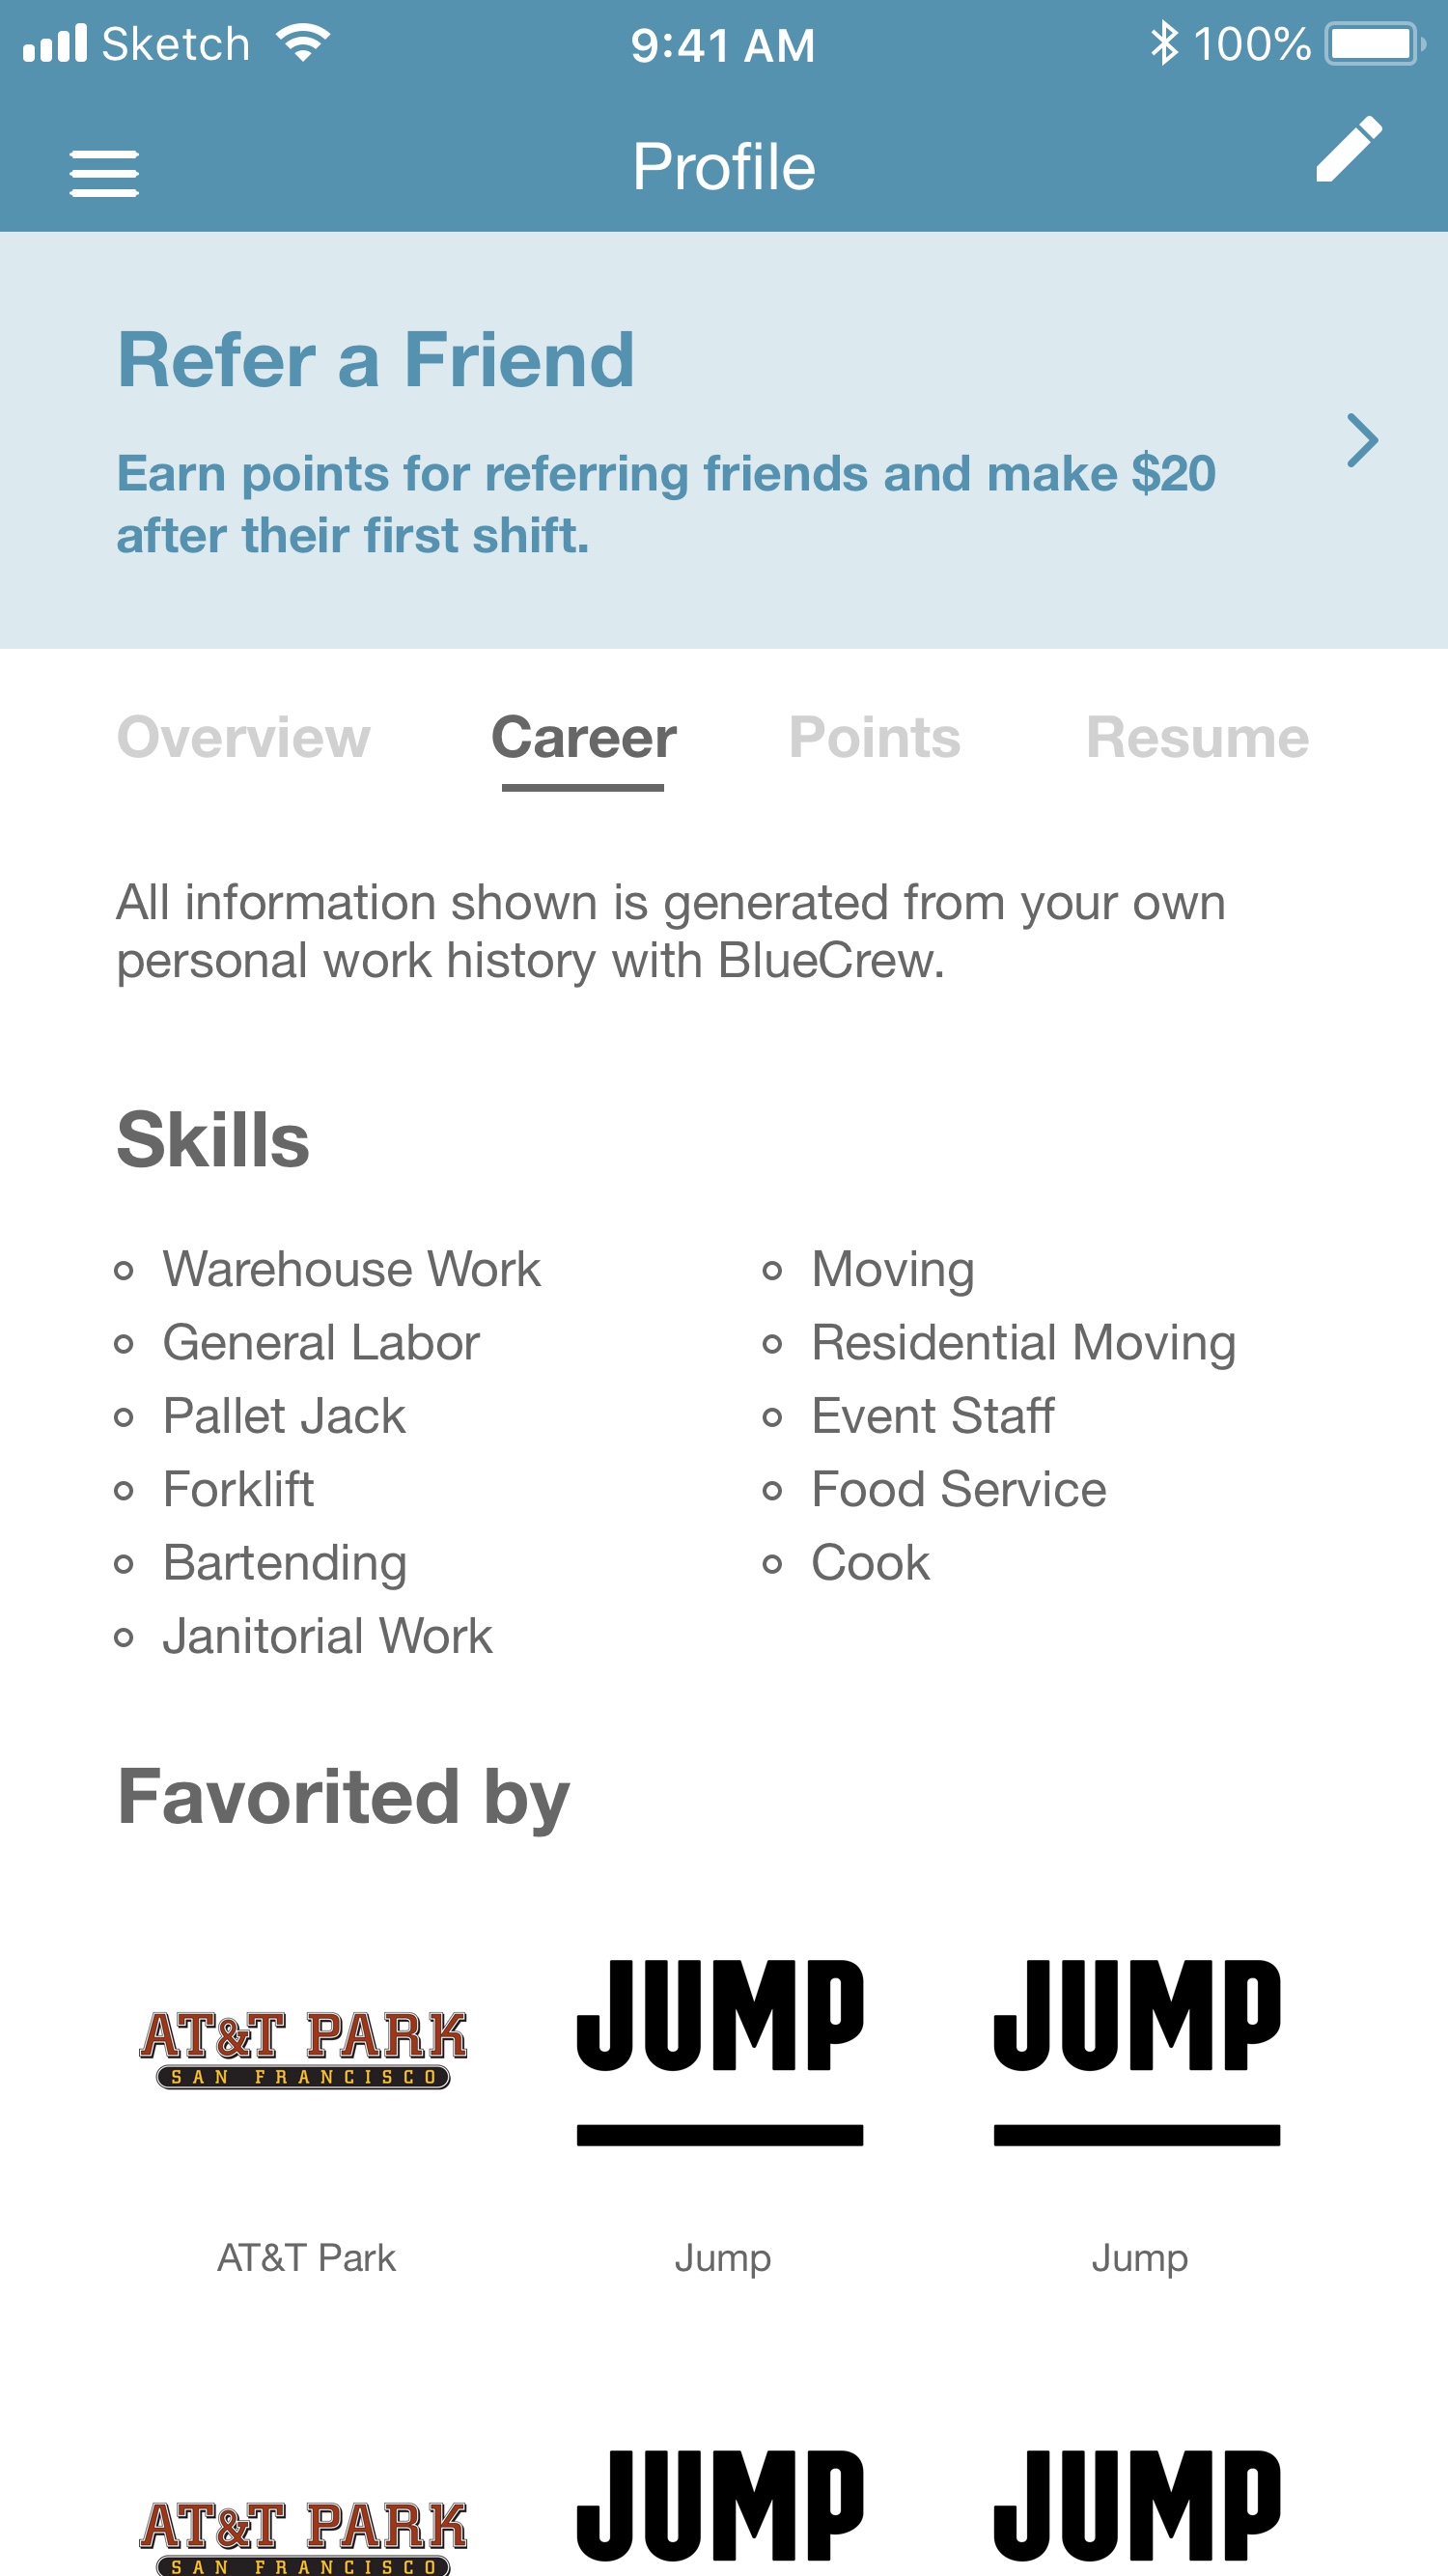 Sketch 9:41 AM 100%
Profile
Refer a Friend
Earn points for referring friends and make $20
after their first shift.
Overview Career Points Resume
All information shown is generated from your own
personal work history with BlueCrew.
Skills
Warehouse Work
General Labor
Pallet Jack
Forklift
Bartending
Janitorial Work
Moving
Residential Moving
Event Staff
Food Service
Cook
Favorited by
AT&T PARK
SAN FRANCISCO
JUMP
JUMP
AT&T Park Jump Jump
AT&T PARK
SAN FRANCISCO
JUMP
JUMP